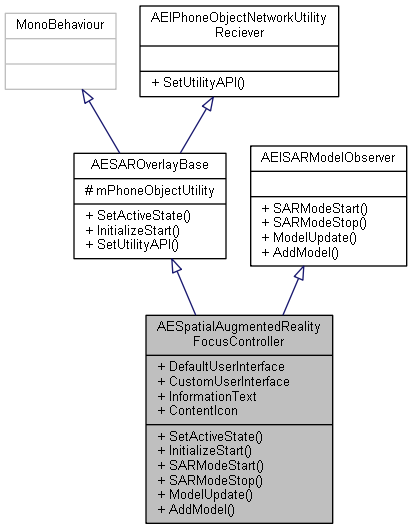 MonoBehaviour
AEIPhoneObjectNetworkUtility
Reciever
+ SetUtilityAPI()
AESAROverlayBase
# mPhoneObjectUtility
+ SetActiveState()
+ InitializeStart()
+ SetUtilityAPI()
AEISARModelObserver
+ SARModeStart()
+ SARModeStop()
+ ModelUpdate()
+ AddModel()
AESpatialAugmentedReality
FocusController
+ DefaultUserInterface
+ CustomUserInterface
+ InformationText
+ ContentIcon
+ SetActiveState()
+ InitializeStart()
+ SARModeStart()
+ SARModeStop()
+ ModelUpdate()
+ AddModel()